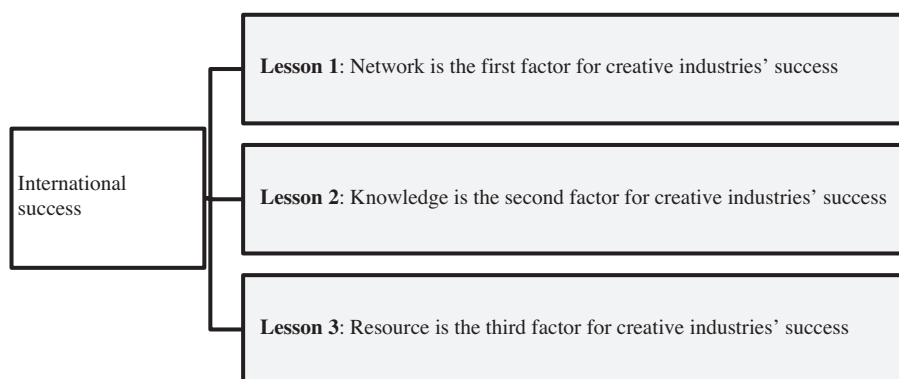 Lesson 1: Network is the first factor for creative industries’ success
International
success
Lesson 2: Knowledge is the second factor for creative industries’ success
Lesson 3: Resource is the third factor for creative industries’ success